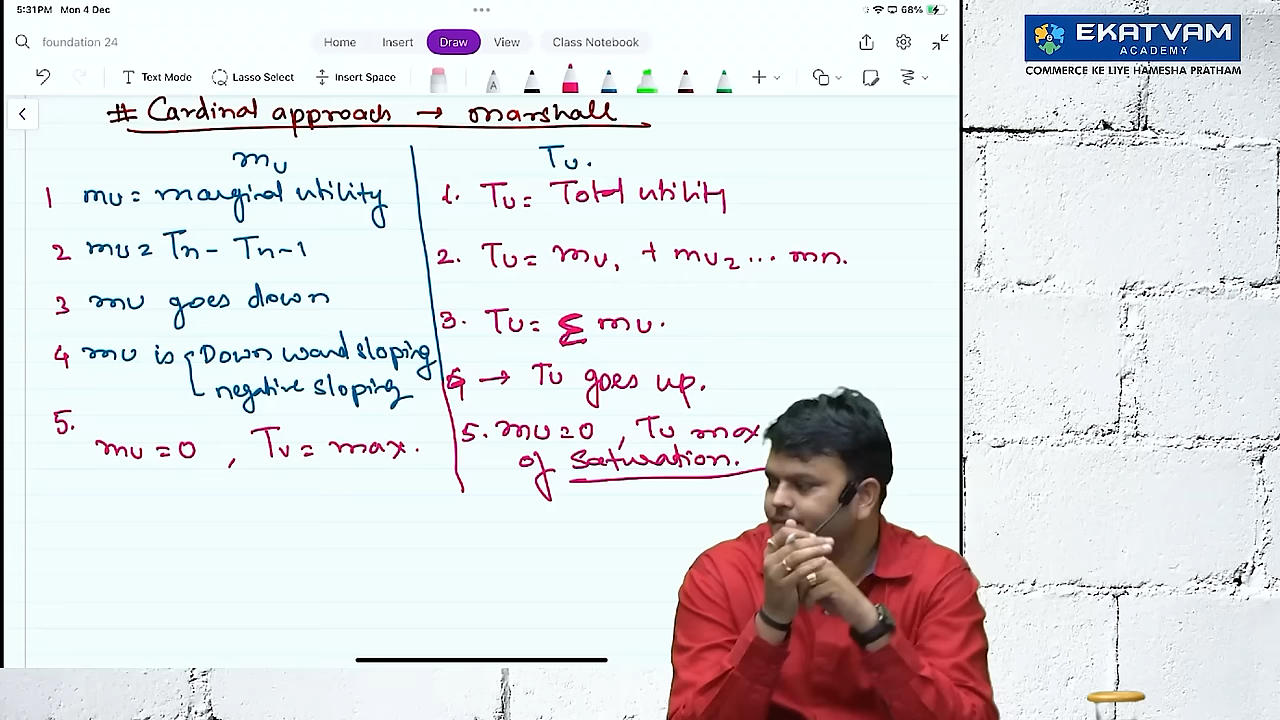 5:31PM Mon 4 Dec
68%
foundation 24
Home Insert Draw View Class Notebook
Text Mode Lasso Select Insert Space
# Cardinal approach → marshall
mu
1 mu = marginal utility
2 mu = Tn - Tn-1
3 mu goes down
4 mu is Downward sloping
negative sloping
5.
mu = 0 , Tu = max.
Tu.
1. Tu = Total utility
2. Tu = mu1 + mu2 ... mn.
3. Tu = Σ mu.
4 → Tu goes up.
5. mu = 0 , Tu max
of Saturation.
EKATVAM
ACADEMY
COMMERCE KE LIYE HAMESHA PRATHAM